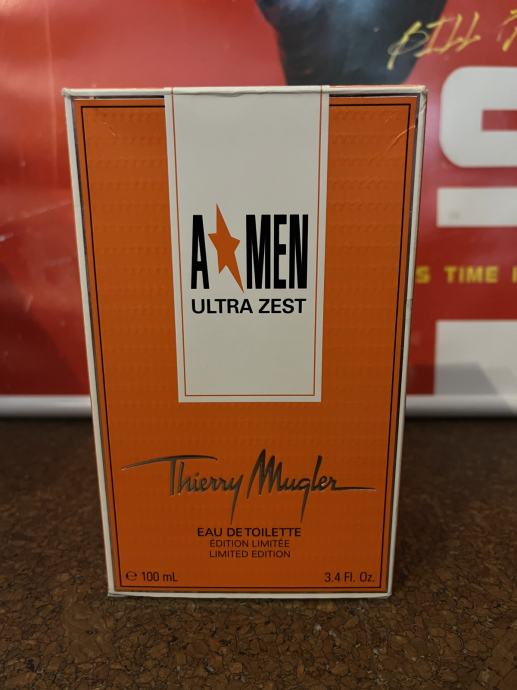 BILL
S TIME
A★MEN
ULTRA ZEST
Thierry Mugler
EAU DE TOILETTE
ÉDITION LIMITÉE
LIMITED EDITION
℮ 100 mL 3.4 Fl. Oz.